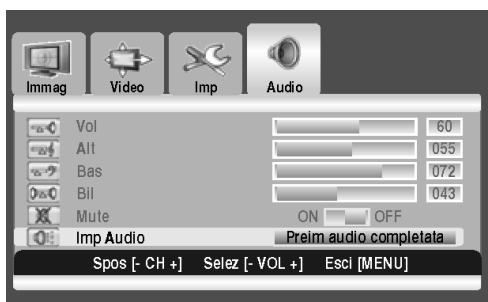 Immag Video Imp Audio
Vol 60
Alt 055
Bas 072
Bil 043
Mute ON OFF
Imp Audio Preim audio completata
Spos [- CH +] Selez [- VOL +] Esci [MENU]